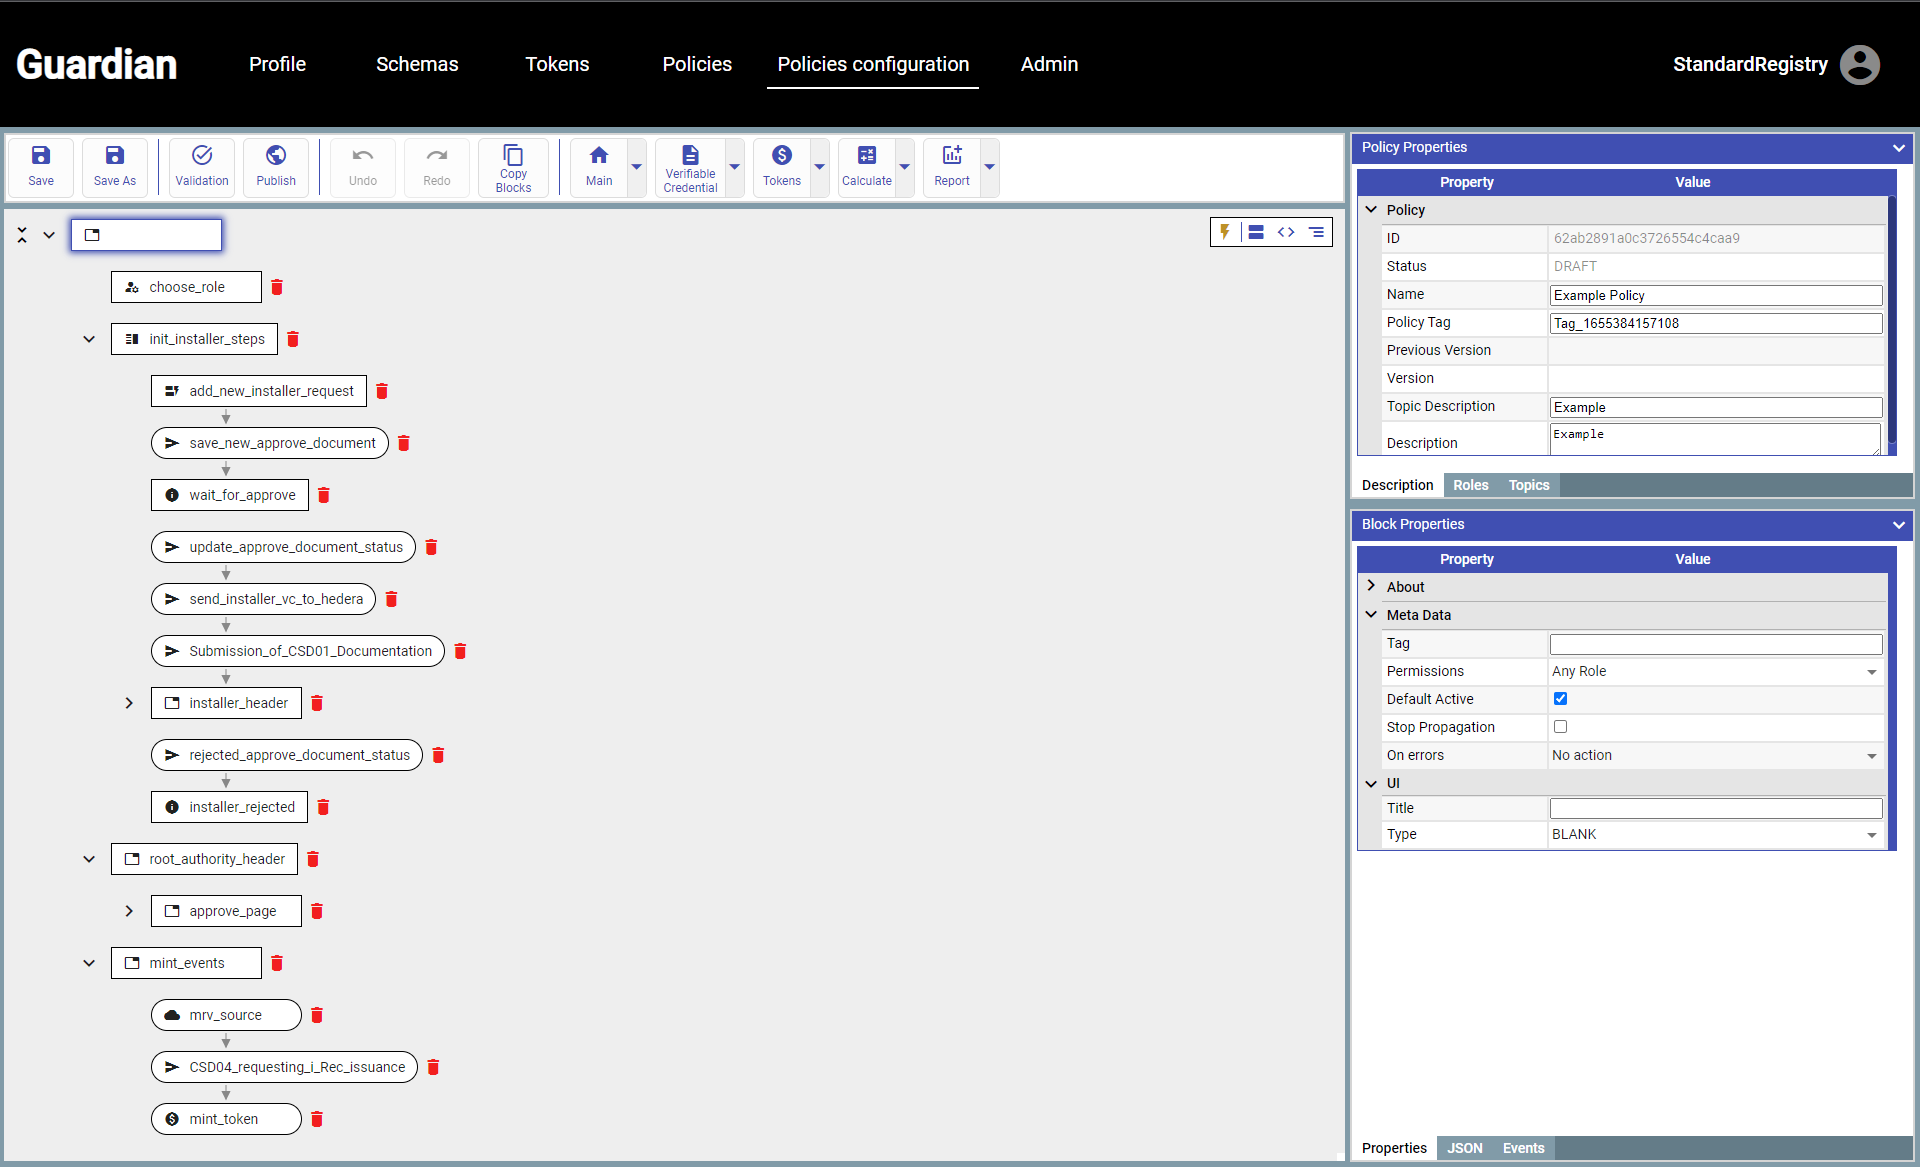 Guardian
Profile
Schemas
Tokens
Policies
Policies configuration
Admin
StandardRegistry
Save
Save As
Validation
Publish
Undo
Redo
Copy
Blocks
Main
Verifiable
Credential
Tokens
Calculate
Report
choose_role
init_installer_steps
add_new_installer_request
save_new_approve_document
wait_for_approve
update_approve_document_status
send_installer_vc_to_hedera
Submission_of_CSD01_Documentation
installer_header
rejected_approve_document_status
installer_rejected
root_authority_header
approve_page
mint_events
mrv_source
CSD04_requesting_i_Rec_issuance
mint_token
Policy Properties
Property Value
Policy
ID 62ab2891a0c3726554c4caa9
Status DRAFT
Name Example Policy
Policy Tag Tag_1655384157108
Previous Version
Version
Topic Description Example
Description Example
Description Roles Topics
Block Properties
Property Value
About
Meta Data
Tag
Permissions Any Role
Default Active
Stop Propagation
On errors No action
UI
Title
Type BLANK
Properties JSON Events